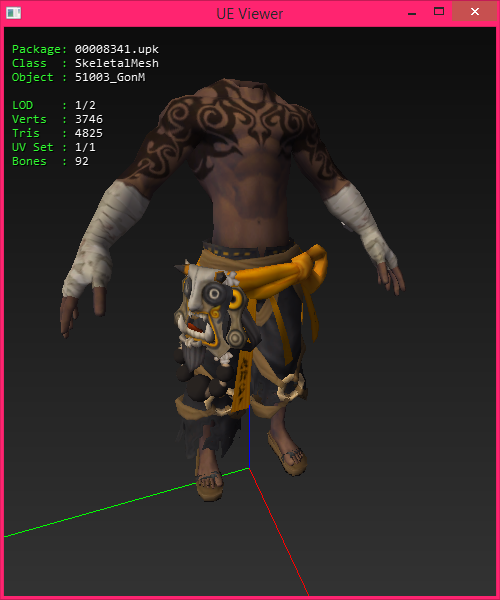 UE Viewer
Package: 00008341.upk
Class  : SkeletalMesh
Object : 51003_GonM
LOD    : 1/2
Verts  : 3746
Tris   : 4825
UV Set : 1/1
Bones  : 92